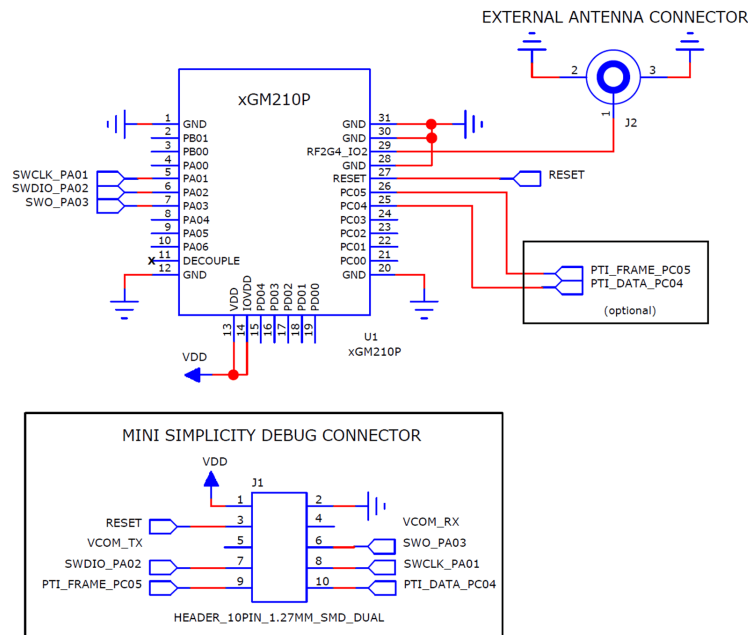 EXTERNAL ANTENNA CONNECTOR
2
3
1
J2
xGM210P
1 GND
2 PB01
3 PB00
4 PA00
SWCLK_PA01 5 PA01
SWDIO_PA02 6 PA02
SWO_PA03 7 PA03
8 PA04
9 PA05
10 PA06
x 11 DECOUPLE
12 GND
GND 31
GND 30
RF2G4_IO2 29
GND 28
RESET 27 RESET
PC05 26
PC04 25
PC03 24
PC02 23
PC01 22
PC00 21
GND 20
VDD 13
IOVDD 14
PD04 15
PD03 16
PD02 17
PD01 18
PD00 19
U1
xGM210P
VDD
PTI_FRAME_PC05
PTI_DATA_PC04
(optional)
MINI SIMPLICITY DEBUG CONNECTOR
VDD
J1
1 2
RESET 3 4 VCOM_RX
VCOM_TX 5 6 SWO_PA03
SWDIO_PA02 7 8 SWCLK_PA01
PTI_FRAME_PC05 9 10 PTI_DATA_PC04
HEADER_10PIN_1.27MM_SMD_DUAL